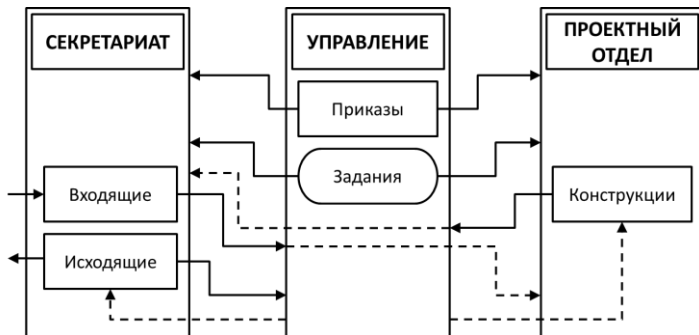 СЕКРЕТАРИАТ
УПРАВЛЕНИЕ
ПРОЕКТНЫЙ
ОТДЕЛ
Приказы
Задания
Входящие
Конструкции
Исходящие